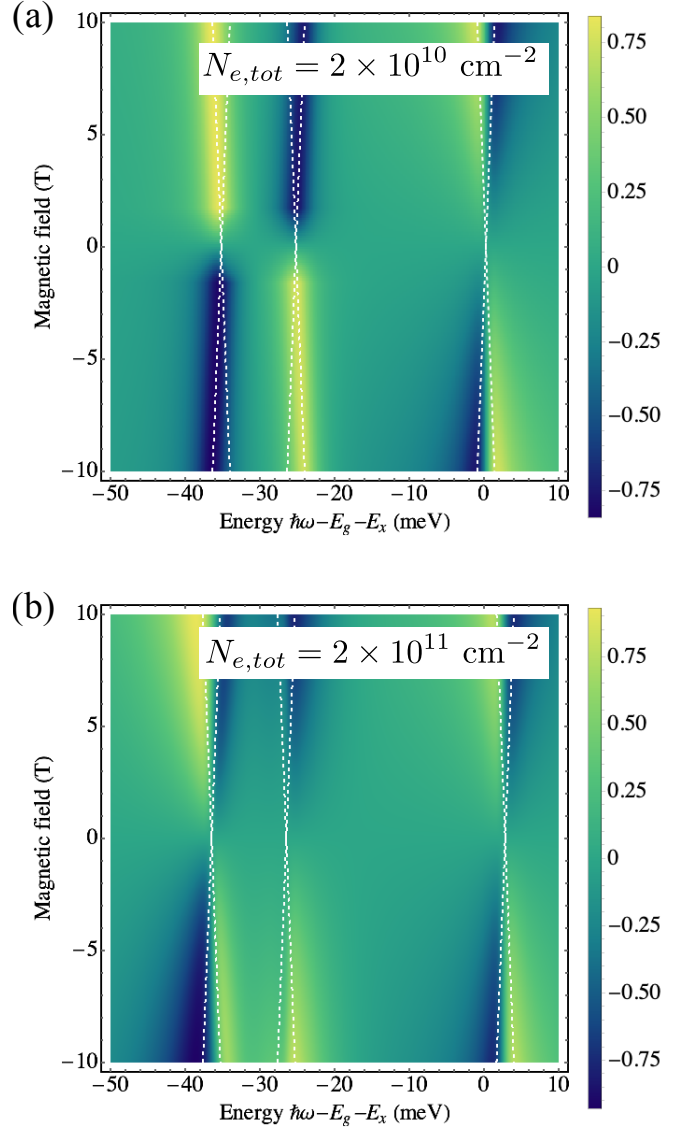 (a)
N_{e,tot} = 2 × 10^{10} cm^{−2}
10
5
0
−5
−10
Magnetic field (T)
−50 −40 −30 −20 −10 0 10
Energy ℏω−E_g−E_x (meV)
0.75
0.50
0.25
0
−0.25
−0.50
−0.75
(b)
N_{e,tot} = 2 × 10^{11} cm^{−2}
10
5
0
−5
−10
Magnetic field (T)
−50 −40 −30 −20 −10 0 10
Energy ℏω−E_g−E_x (meV)
0.75
0.50
0.25
0
−0.25
−0.50
−0.75